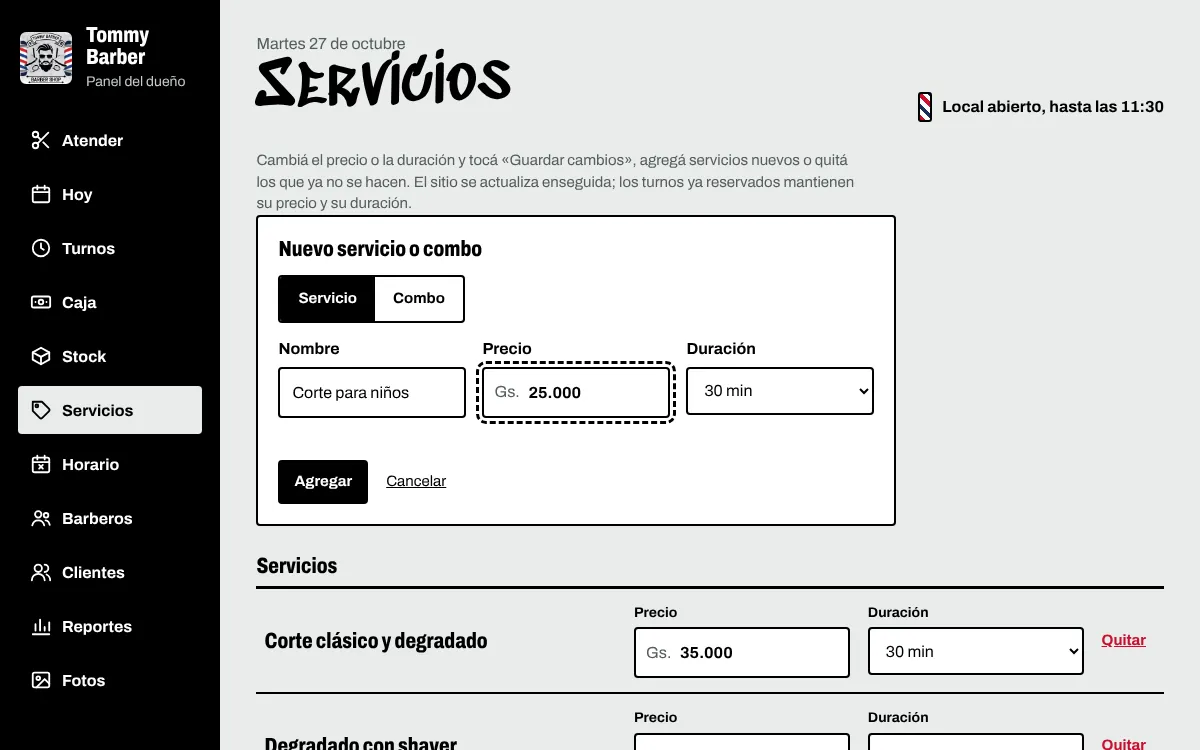 Tommy
Barber
Panel del dueño
Atender
Hoy
Turnos
Caja
Stock
Servicios
Horario
Barberos
Clientes
Reportes
Fotos
Martes 27 de octubre
Servicios
Local abierto, hasta las 11:30
Cambiá el precio o la duración y tocá «Guardar cambios», agregá servicios nuevos o quitá
los que ya no se hacen. El sitio se actualiza enseguida; los turnos ya reservados mantienen
su precio y su duración.
Nuevo servicio o combo
Servicio Combo
Nombre Precio Duración
Corte para niños Gs. 25.000 30 min
Agregar Cancelar
Servicios
Precio Duración
Corte clásico y degradado Gs. 35.000 30 min Quitar
Precio Duración
Degradado con shaver Quitar